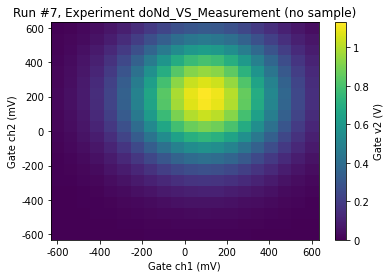 Run #7, Experiment doNd_VS_Measurement (no sample)
600
400
200
0
-200
-400
-600
Gate ch2 (mV)
-600 -400 -200 0 200 400 600
Gate ch1 (mV)
1
0.8
0.6
0.4
0.2
0
Gate v2 (V)